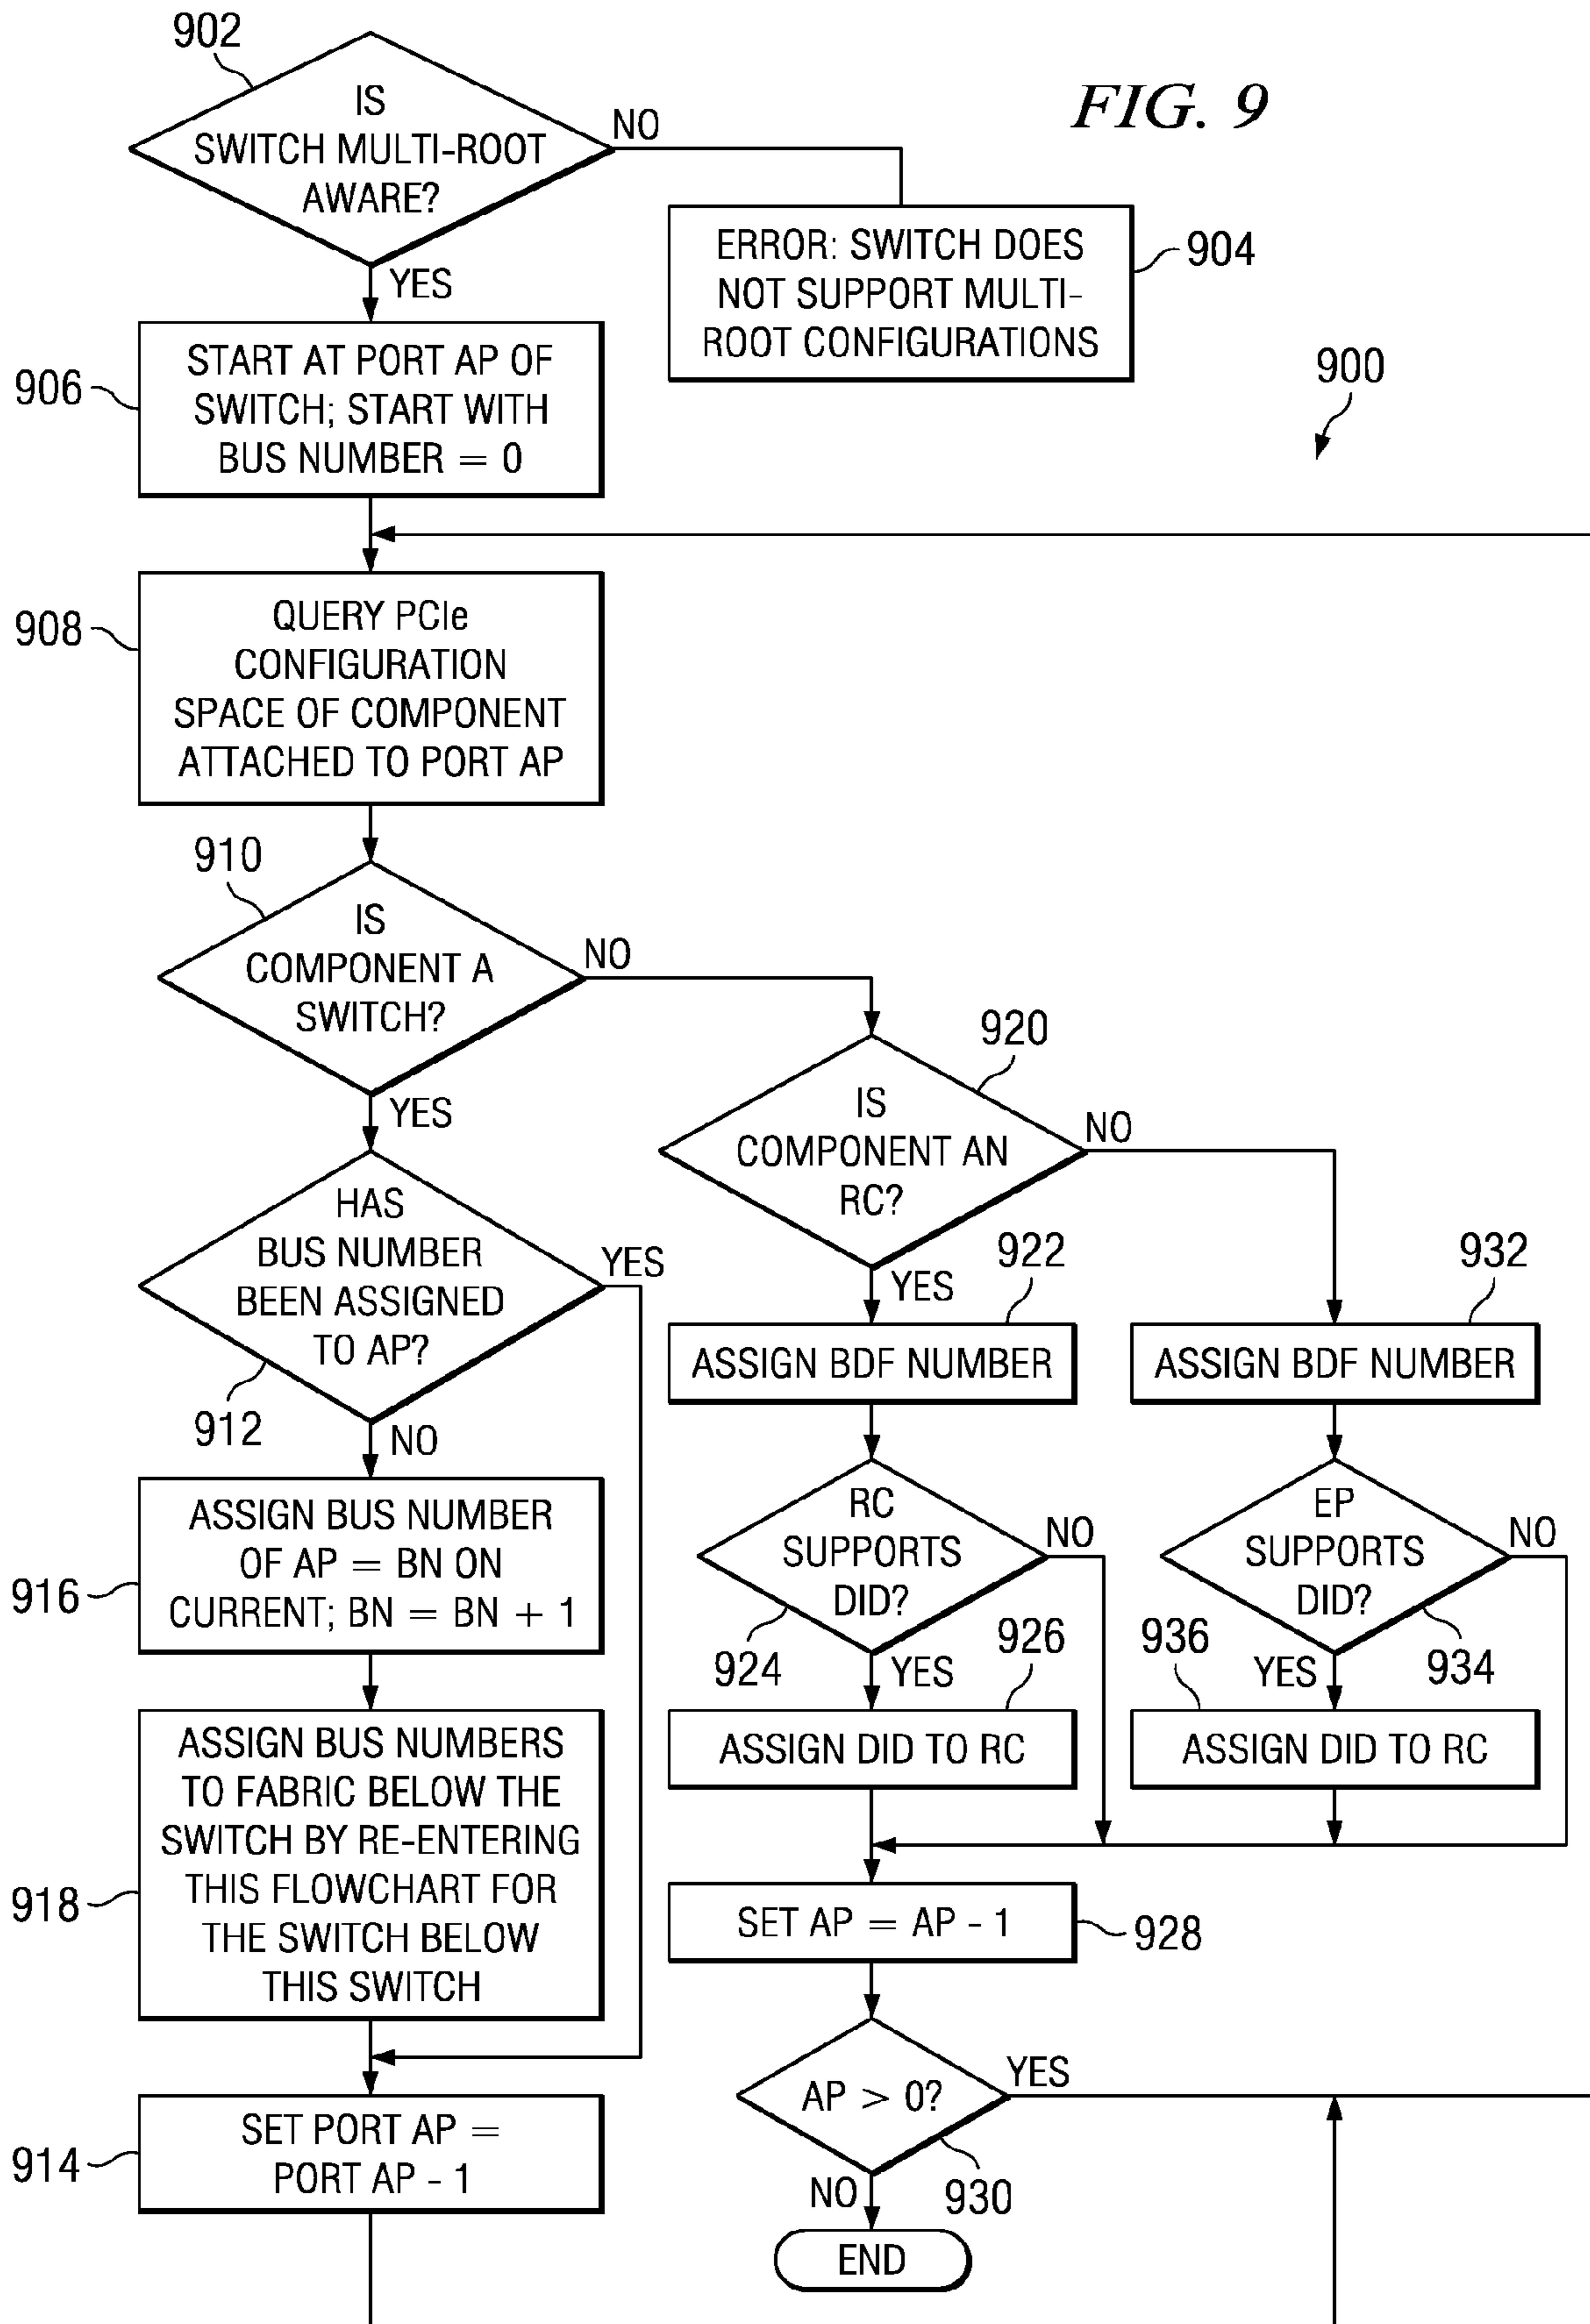 FIG. 9
900
902
IS
SWITCH MULTI-ROOT
AWARE?
NO
YES
ERROR: SWITCH DOES
NOT SUPPORT MULTI-
ROOT CONFIGURATIONS
904
906
START AT PORT AP OF
SWITCH; START WITH
BUS NUMBER = 0
908
QUERY PCIe
CONFIGURATION
SPACE OF COMPONENT
ATTACHED TO PORT AP
910
IS
COMPONENT A
SWITCH?
NO
YES
HAS
BUS NUMBER
BEEN ASSIGNED
TO AP?
YES
912
NO
916
ASSIGN BUS NUMBER
OF AP = BN ON
CURRENT; BN = BN + 1
918
ASSIGN BUS NUMBERS
TO FABRIC BELOW THE
SWITCH BY RE-ENTERING
THIS FLOWCHART FOR
THE SWITCH BELOW
THIS SWITCH
914
SET PORT AP =
PORT AP - 1
920
IS
COMPONENT AN
RC?
NO
YES
922
ASSIGN BDF NUMBER
RC
SUPPORTS
DID?
NO
924
YES
926
ASSIGN DID TO RC
932
ASSIGN BDF NUMBER
EP
SUPPORTS
DID?
NO
934
YES
936
ASSIGN DID TO RC
SET AP = AP - 1
928
AP > 0?
YES
930
NO
END